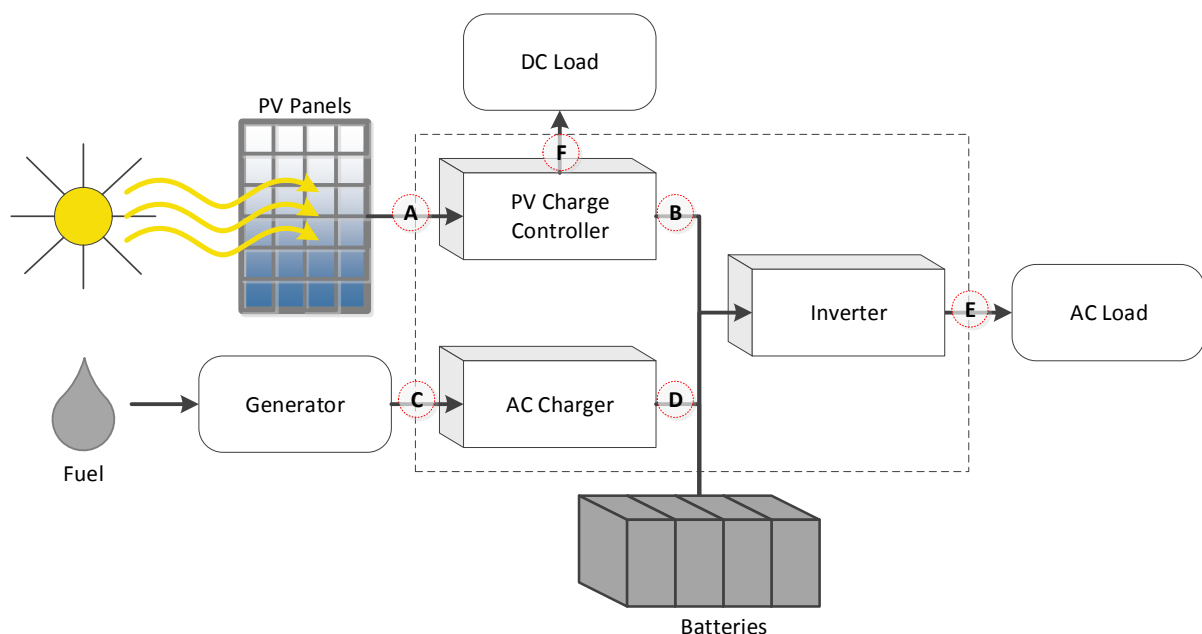 DC Load
PV Panels
F
A
PV Charge
Controller
B
Inverter
E
AC Load
Generator
C
AC Charger
D
Fuel
Batteries